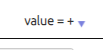 value = +